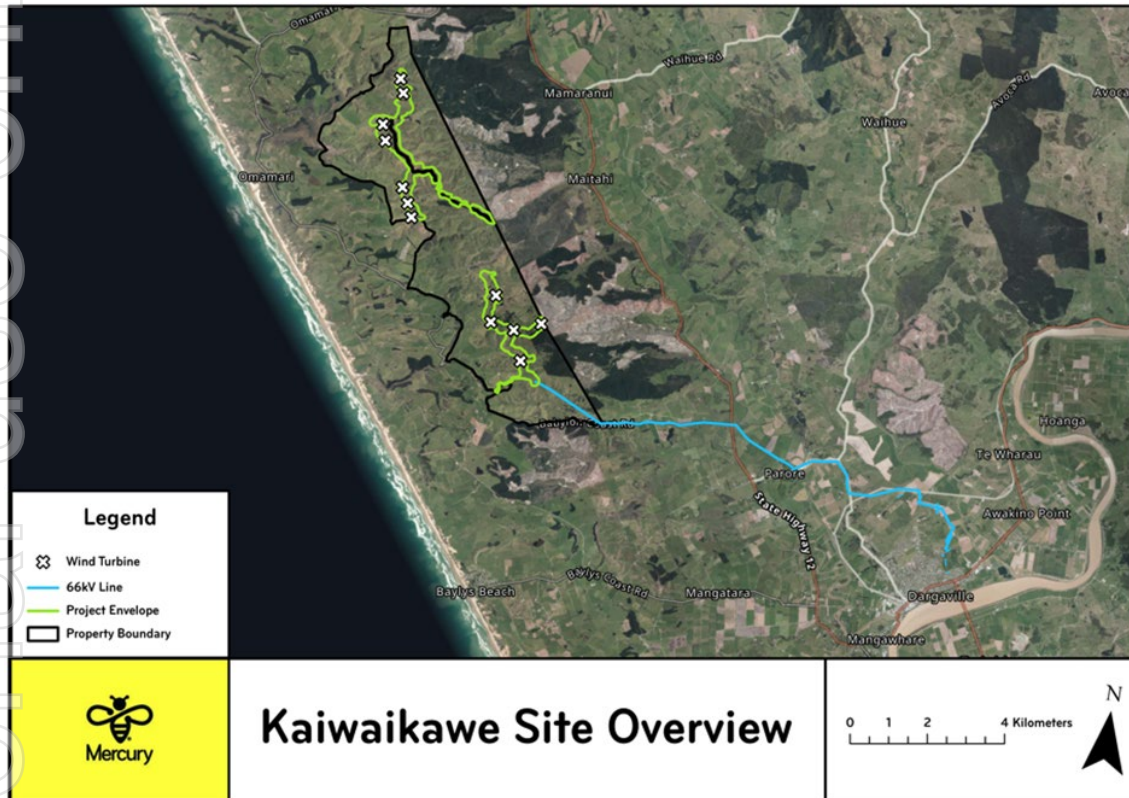 Omamari
Waihue Rd
Mamaranui
Avoca Rd
Avoca
Waihue
Omamari
Maitahi
Hoanga
Te Wharau
Parore
Awakino Point
State Highway 12
Baylys Beach
Baylys Coast Rd
Mangatara
Dargaville
Mangawhare
Legend
Wind Turbine
66kV Line
Project Envelope
Property Boundary
Mercury
Kaiwaikawe Site Overview
0 1 2 4 Kilometers
N